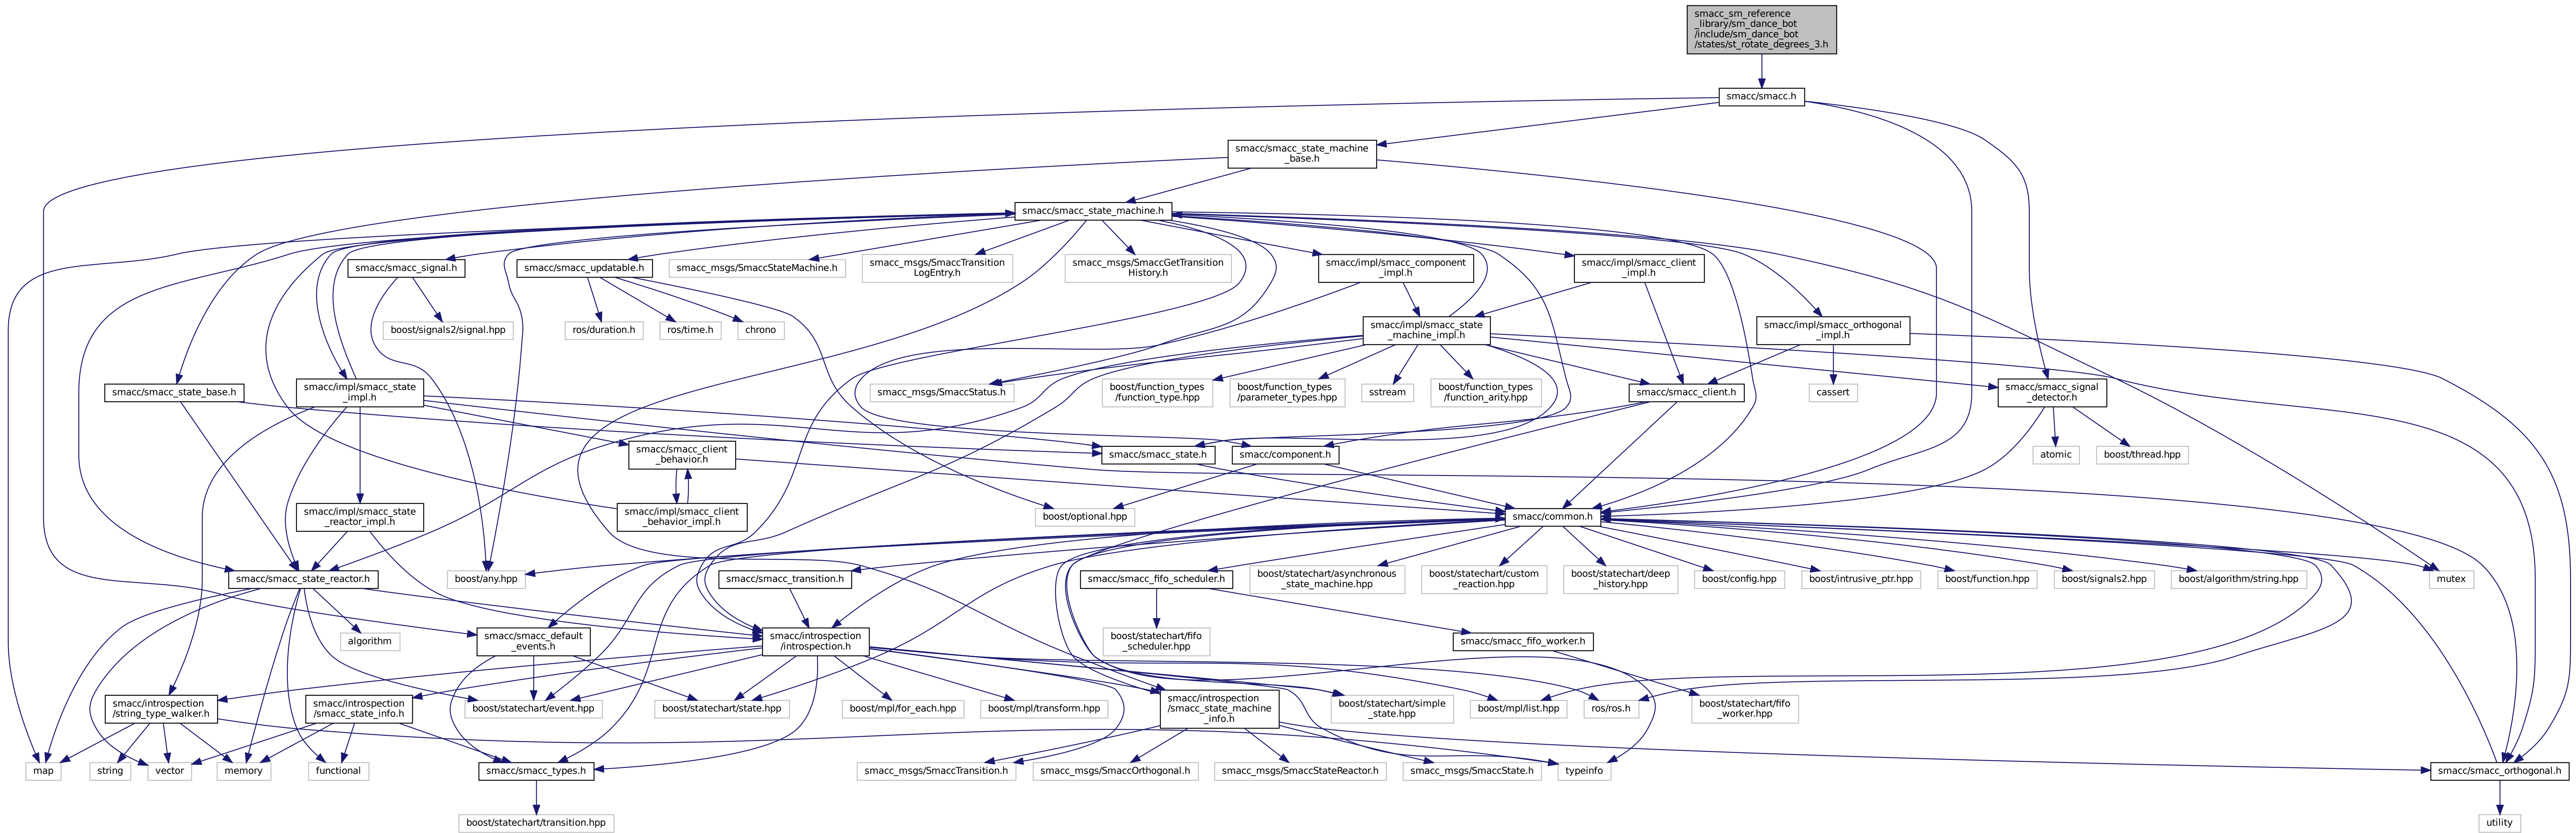 smacc_sm_reference
_library/sm_dance_bot
/include/sm_dance_bot
/states/st_rotate_degrees_3.h
smacc/smacc.h
smacc/smacc_state_machine
_base.h
smacc/smacc_state_machine.h
smacc/smacc_signal.h
smacc/smacc_updatable.h
smacc_msgs/SmaccStateMachine.h
smacc_msgs/SmaccTransition
LogEntry.h
smacc_msgs/SmaccGetTransition
History.h
smacc/impl/smacc_component
_impl.h
smacc/impl/smacc_client
_impl.h
boost/signals2/signal.hpp
ros/duration.h
ros/time.h
chrono
smacc/impl/smacc_state
_machine_impl.h
smacc/impl/smacc_orthogonal
_impl.h
smacc/smacc_state_base.h
smacc/impl/smacc_state
_impl.h
smacc_msgs/SmaccStatus.h
boost/function_types
/function_type.hpp
boost/function_types
/parameter_types.hpp
sstream
boost/function_types
/function_arity.hpp
smacc/smacc_client.h
cassert
smacc/smacc_signal
_detector.h
smacc/smacc_client
_behavior.h
smacc/smacc_state.h
smacc/component.h
atomic
boost/thread.hpp
smacc/impl/smacc_state
_reactor_impl.h
smacc/impl/smacc_client
_behavior_impl.h
boost/optional.hpp
smacc/common.h
smacc/smacc_state_reactor.h
boost/any.hpp
smacc/smacc_transition.h
smacc/smacc_fifo_scheduler.h
boost/statechart/asynchronous
_state_machine.hpp
boost/statechart/custom
_reaction.hpp
boost/statechart/deep
_history.hpp
boost/config.hpp
boost/intrusive_ptr.hpp
boost/function.hpp
boost/signals2.hpp
boost/algorithm/string.hpp
mutex
algorithm
smacc/smacc_default
_events.h
smacc/introspection
/introspection.h
boost/statechart/fifo
_scheduler.hpp
smacc/smacc_fifo_worker.h
smacc/introspection
/string_type_walker.h
smacc/introspection
/smacc_state_info.h
boost/statechart/event.hpp
boost/statechart/state.hpp
boost/mpl/for_each.hpp
boost/mpl/transform.hpp
smacc/introspection
/smacc_state_machine
_info.h
boost/statechart/simple
_state.hpp
boost/mpl/list.hpp
ros/ros.h
boost/statechart/fifo
_worker.hpp
map
string
vector
memory
functional
smacc/smacc_types.h
smacc_msgs/SmaccTransition.h
smacc_msgs/SmaccOrthogonal.h
smacc_msgs/SmaccStateReactor.h
smacc_msgs/SmaccState.h
typeinfo
smacc/smacc_orthogonal.h
boost/statechart/transition.hpp
utility